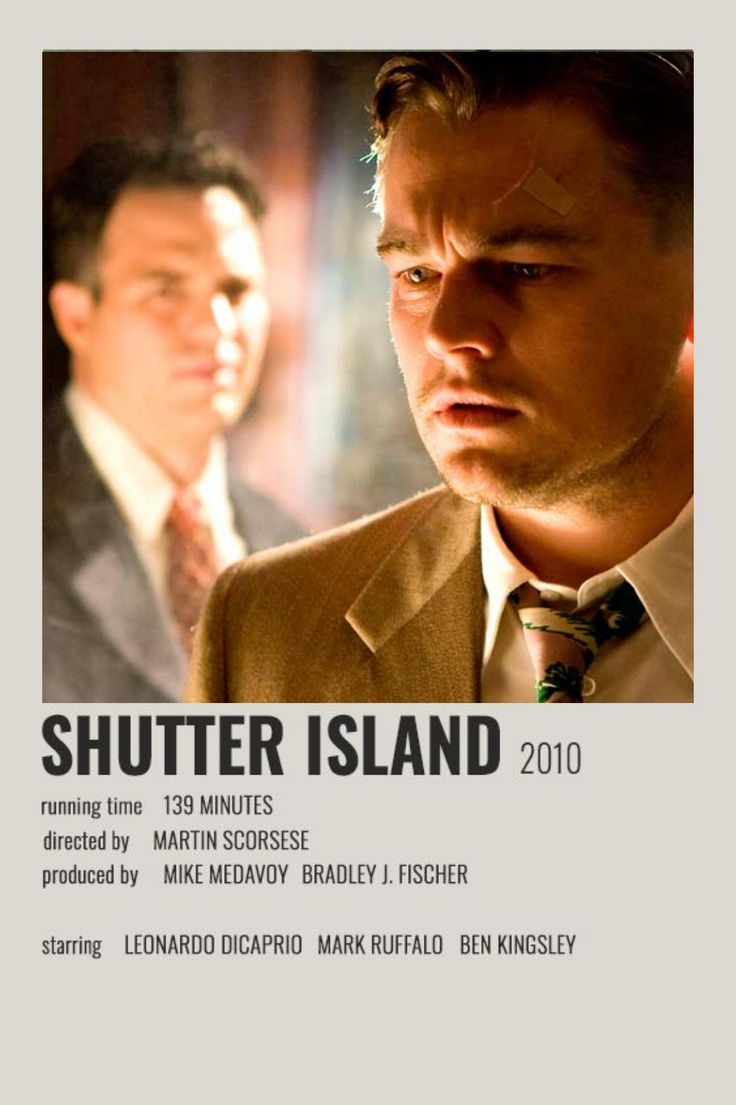 SHUTTER ISLAND 2010
running time 139 MINUTES
directed by MARTIN SCORSESE
produced by MIKE MEDAVOY BRADLEY J. FISCHER
starring LEONARDO DICAPRIO MARK RUFFALO BEN KINGSLEY